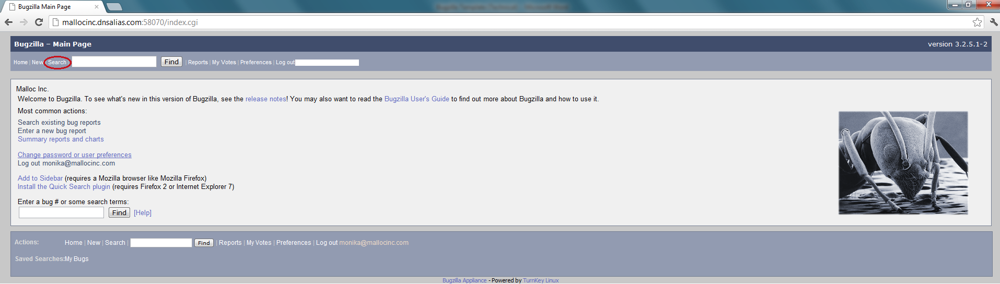 Bugzilla Main Page
mallocinc.dnsalias.com:58070/index.cgi
Bugzilla – Main Page version 3.2.5.1-2
Home | New | Search | Find | Reports | My Votes | Preferences | Log out
Malloc Inc.
Welcome to Bugzilla. To see what's new in this version of Bugzilla, see the release notes! You may also want to read the Bugzilla User's Guide to find out more about Bugzilla and how to use it.
Most common actions:
Search existing bug reports
Enter a new bug report
Summary reports and charts
Change password or user preferences
Log out monika@mallocinc.com
Add to Sidebar (requires a Mozilla browser like Mozilla Firefox)
Install the Quick Search plugin (requires Firefox 2 or Internet Explorer 7)
Enter a bug # or some search terms:
Find [Help]
Actions: Home | New | Search | Find | Reports | My Votes | Preferences | Log out monika@mallocinc.com
Saved Searches:My Bugs
Bugzilla Appliance - Powered by TurnKey Linux